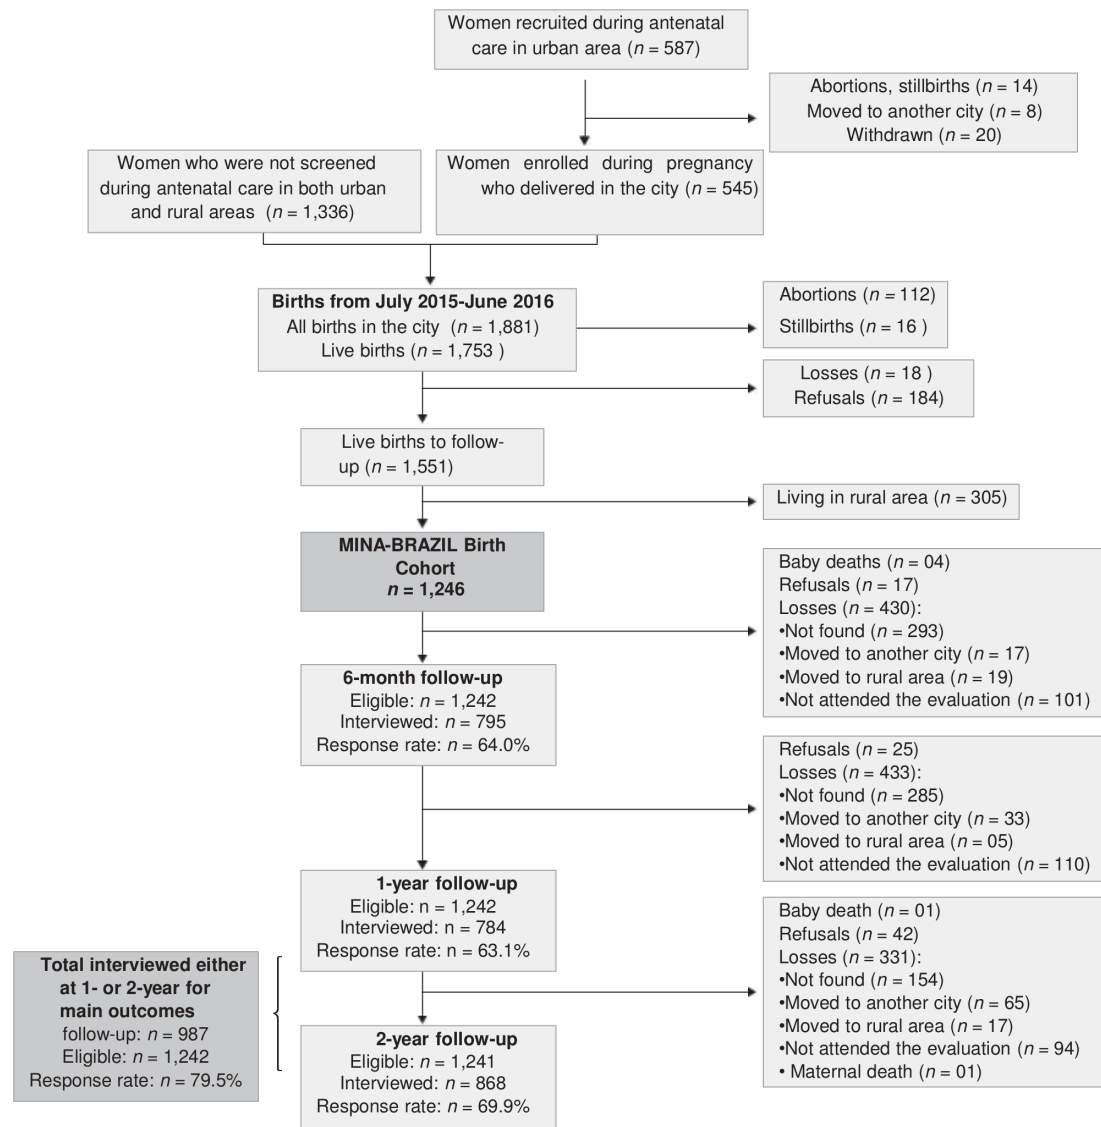 Women recruited during antenatal
care in urban area (n = 587)
Abortions, stillbirths (n = 14)
Moved to another city (n = 8)
Withdrawn (n = 20)
Women who were not screened
during antenatal care in both urban
and rural areas (n = 1,336)
Women enrolled during pregnancy
who delivered in the city (n = 545)
Births from July 2015-June 2016
All births in the city (n = 1,881)
Live births (n = 1,753 )
Abortions (n = 112)
Stillbirths (n = 16 )
Losses (n = 18 )
Refusals (n = 184)
Live births to follow-
up (n = 1,551)
Living in rural area (n = 305)
MINA-BRAZIL Birth
Cohort
n = 1,246
Baby deaths (n = 04)
Refusals (n = 17)
Losses (n = 430):
•Not found (n = 293)
•Moved to another city (n = 17)
•Moved to rural area (n = 19)
•Not attended the evaluation (n = 101)
6-month follow-up
Eligible: n = 1,242
Interviewed: n = 795
Response rate: n = 64.0%
Refusals (n = 25)
Losses (n = 433):
•Not found (n = 285)
•Moved to another city (n = 33)
•Moved to rural area (n = 05)
•Not attended the evaluation (n = 110)
1-year follow-up
Eligible: n = 1,242
Interviewed: n = 784
Response rate: n = 63.1%
Baby death (n = 01)
Refusals (n = 42)
Losses (n = 331):
•Not found (n = 154)
•Moved to another city (n = 65)
•Moved to rural area (n = 17)
•Not attended the evaluation (n = 94)
• Maternal death (n = 01)
Total interviewed either
at 1- or 2-year for
main outcomes
follow-up: n = 987
Eligible: n = 1,242
Response rate: n = 79.5%
2-year follow-up
Eligible: n = 1,241
Interviewed: n = 868
Response rate: n = 69.9%